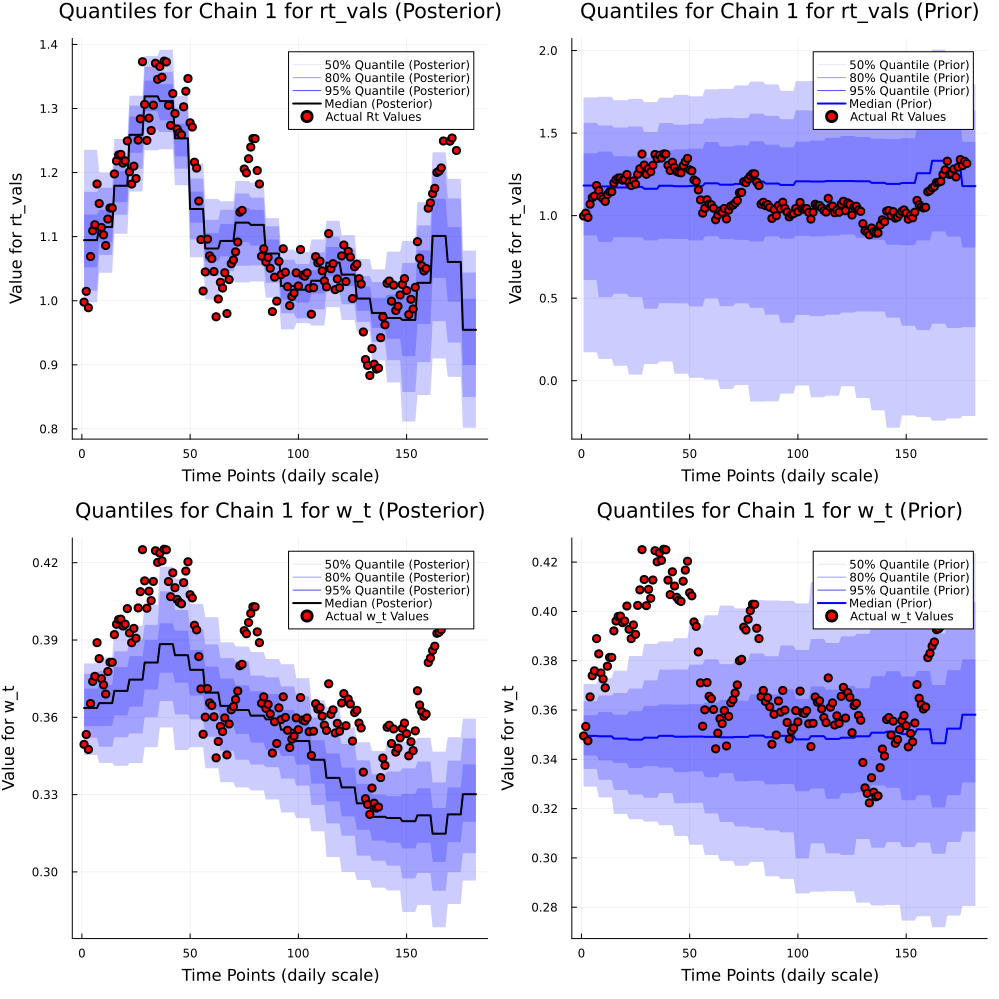 Quantiles for Chain 1 for rt_vals (Posterior)
Value for rt_vals
1.4
1.3
1.2
1.1
1.0
0.9
0.8
50% Quantile (Posterior)
80% Quantile (Posterior)
95% Quantile (Posterior)
Median (Posterior)
Actual Rt Values
0
50
100
150
Time Points (daily scale)
Quantiles for Chain 1 for rt_vals (Prior)
Value for rt_vals
2.0
1.5
1.0
0.5
0.0
50% Quantile (Prior)
80% Quantile (Prior)
95% Quantile (Prior)
Median (Prior)
Actual Rt Values
0
50
100
150
Time Points (daily scale)
Quantiles for Chain 1 for w_t (Posterior)
Value for w_t
0.42
0.39
0.36
0.33
0.30
50% Quantile (Posterior)
80% Quantile (Posterior)
95% Quantile (Posterior)
Median (Posterior)
Actual w_t Values
0
50
100
150
Time Points (daily scale)
Quantiles for Chain 1 for w_t (Prior)
Value for w_t
0.42
0.40
0.38
0.36
0.34
0.32
0.30
0.28
50% Quantile (Prior)
80% Quantile (Prior)
95% Quantile (Prior)
Median (Prior)
Actual w_t Values
0
50
100
150
Time Points (daily scale)